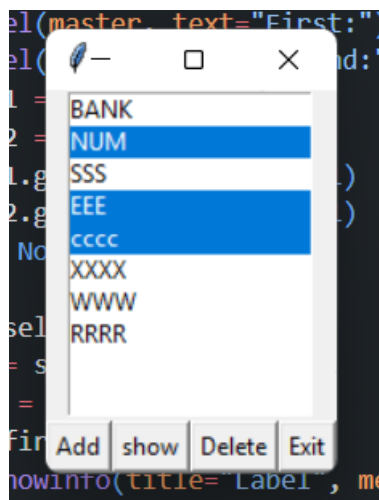 el(master, text="First:")
el(
nd:"
1 =
2 =
1.g
)
2.g
)
No
sel
= s
=
fin
howinfo(title="Label", me
BANK
NUM
SSS
EEE
cccc
XXXX
WWW
RRRR
Add show Delete Exit